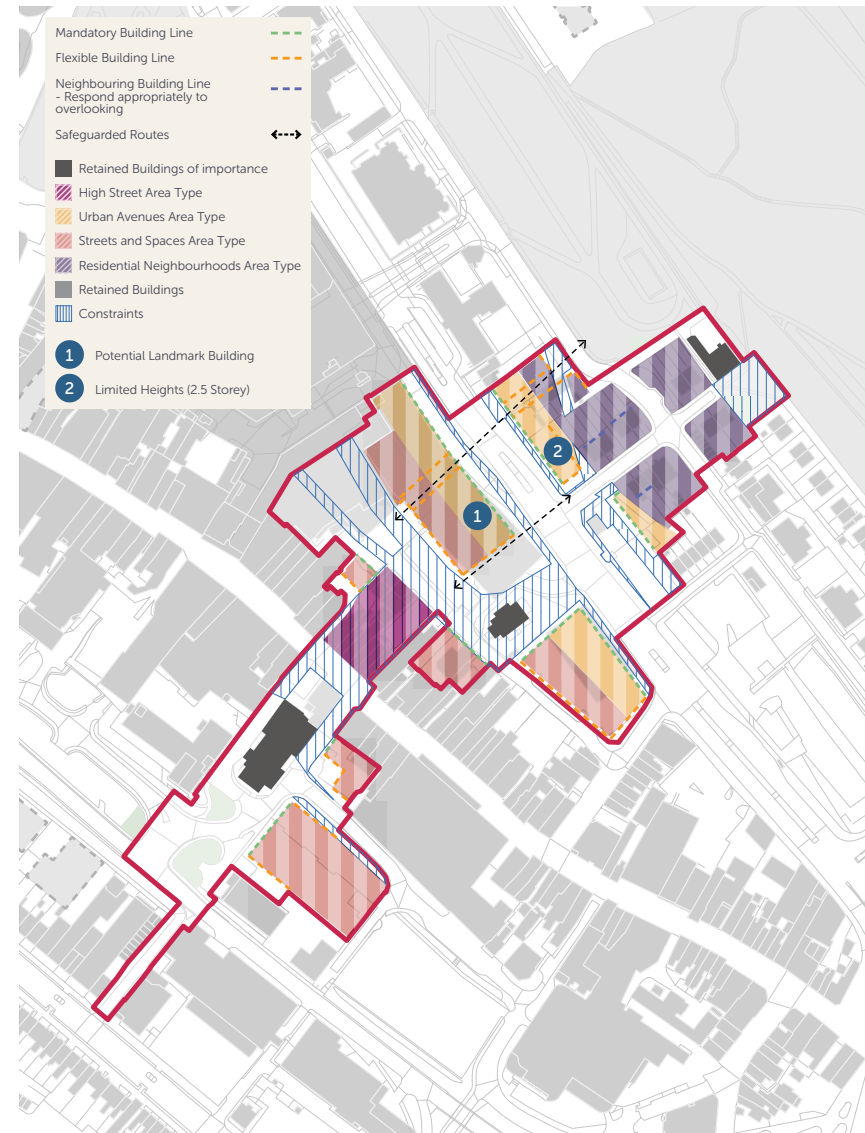 Mandatory Building Line
Flexible Building Line
Neighbouring Building Line
- Respond appropriately to
overlooking
Safeguarded Routes
Retained Buildings of importance
High Street Area Type
Urban Avenues Area Type
Streets and Spaces Area Type
Residential Neighbourhoods Area Type
Retained Buildings
Constraints
1 Potential Landmark Building
2 Limited Heights (2.5 Storey)
2
1